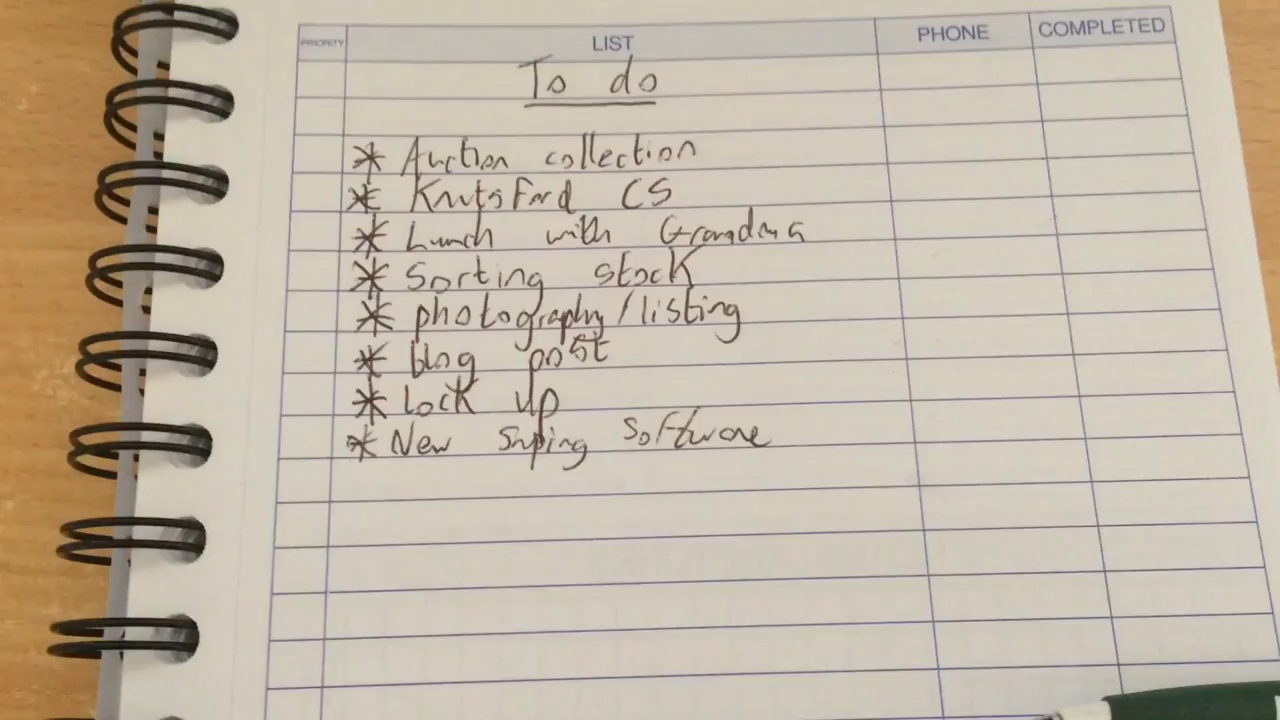 PRIORITY LIST PHONE COMPLETED
To do
* Auction collection
* Knutsford CS
* Lunch with Grandma
* Sorting stock
* photography/listing
* blog post
* Lock up
* New Shiping Software